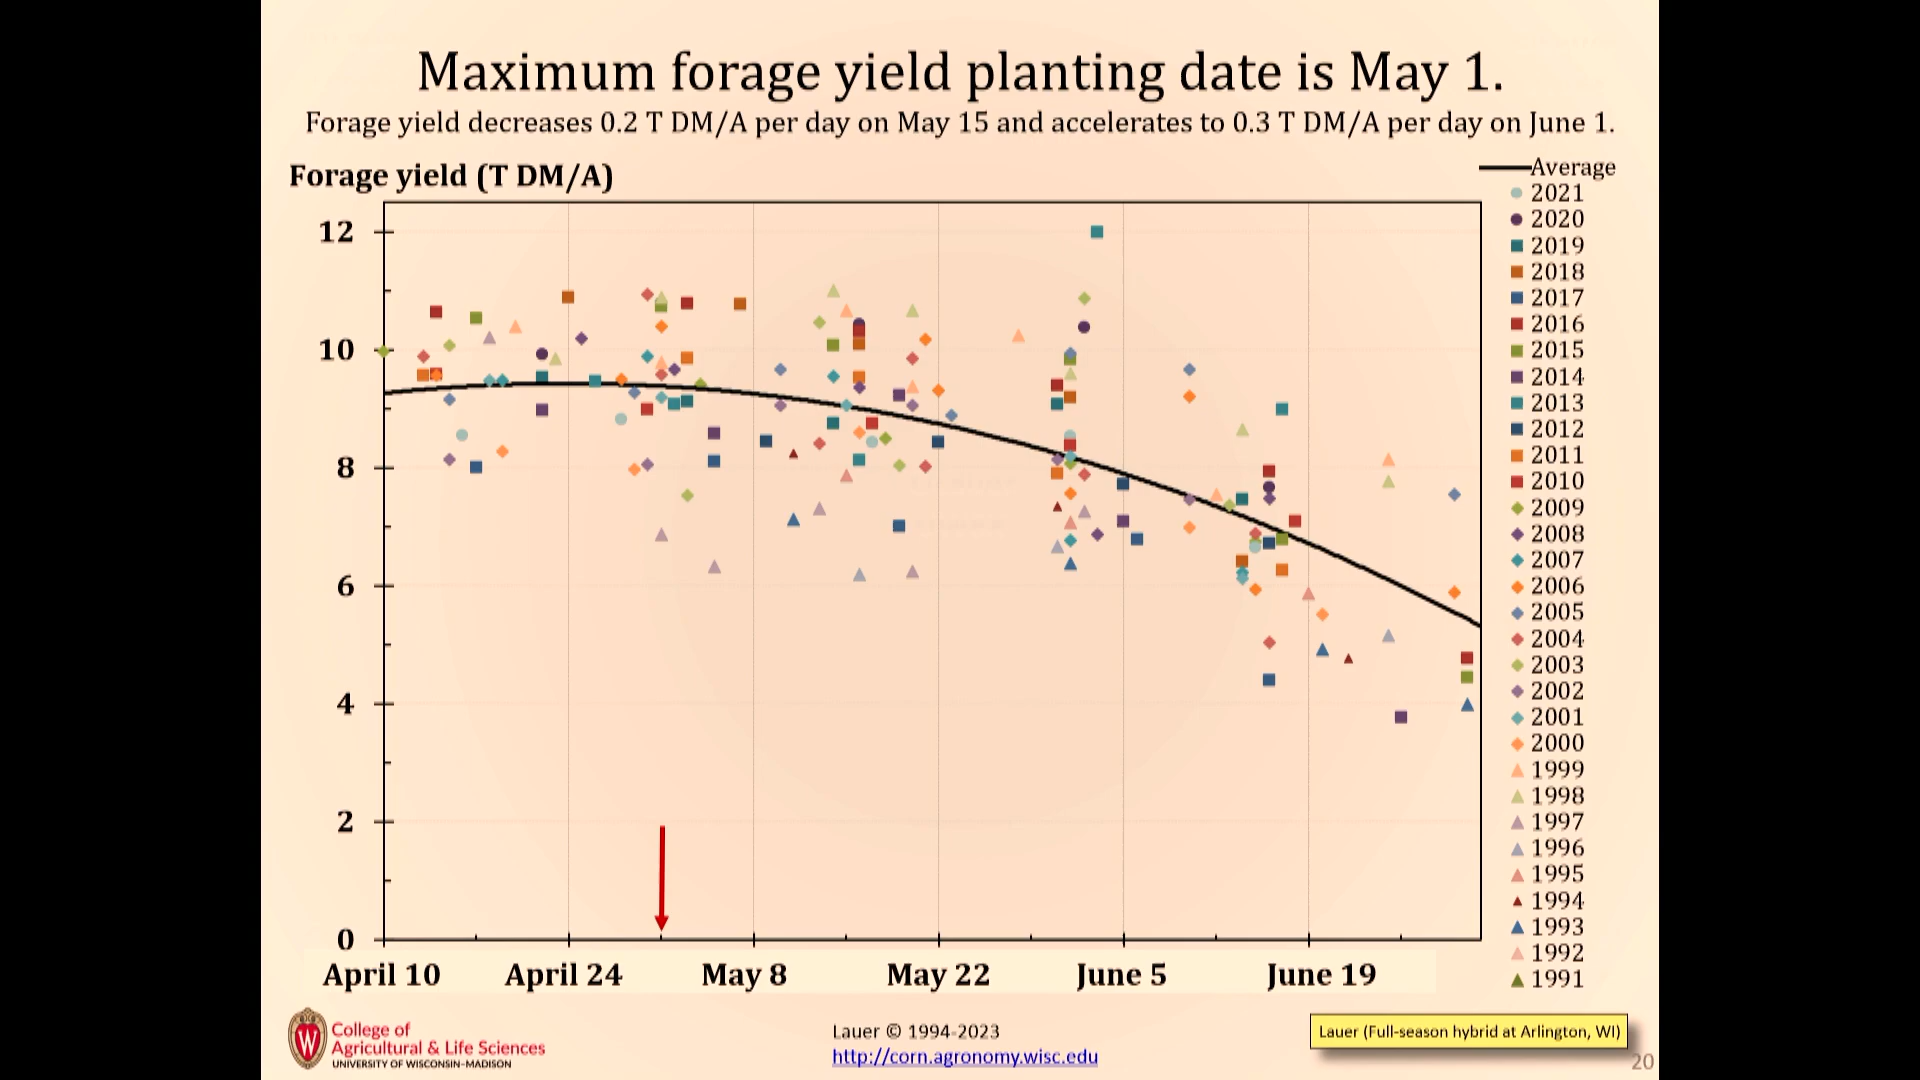 Maximum forage yield planting date is May 1.
Forage yield decreases 0.2 T DM/A per day on May 15 and accelerates to 0.3 T DM/A per day on June 1.
Forage yield (T DM/A)
12
10
8
6
4
2
0
April 10
April 24
May 8
May 22
June 5
June 19
Average
2021
2020
2019
2018
2017
2016
2015
2014
2013
2012
2011
2010
2009
2008
2007
2006
2005
2004
2003
2002
2001
2000
1999
1998
1997
1996
1995
1994
1993
1992
1991
W
College of
Agricultural & Life Sciences
UNIVERSITY OF WISCONSIN-MADISON
Lauer © 1994-2023
http://corn.agronomy.wisc.edu
Lauer (Full-season hybrid at Arlington, WI)
20